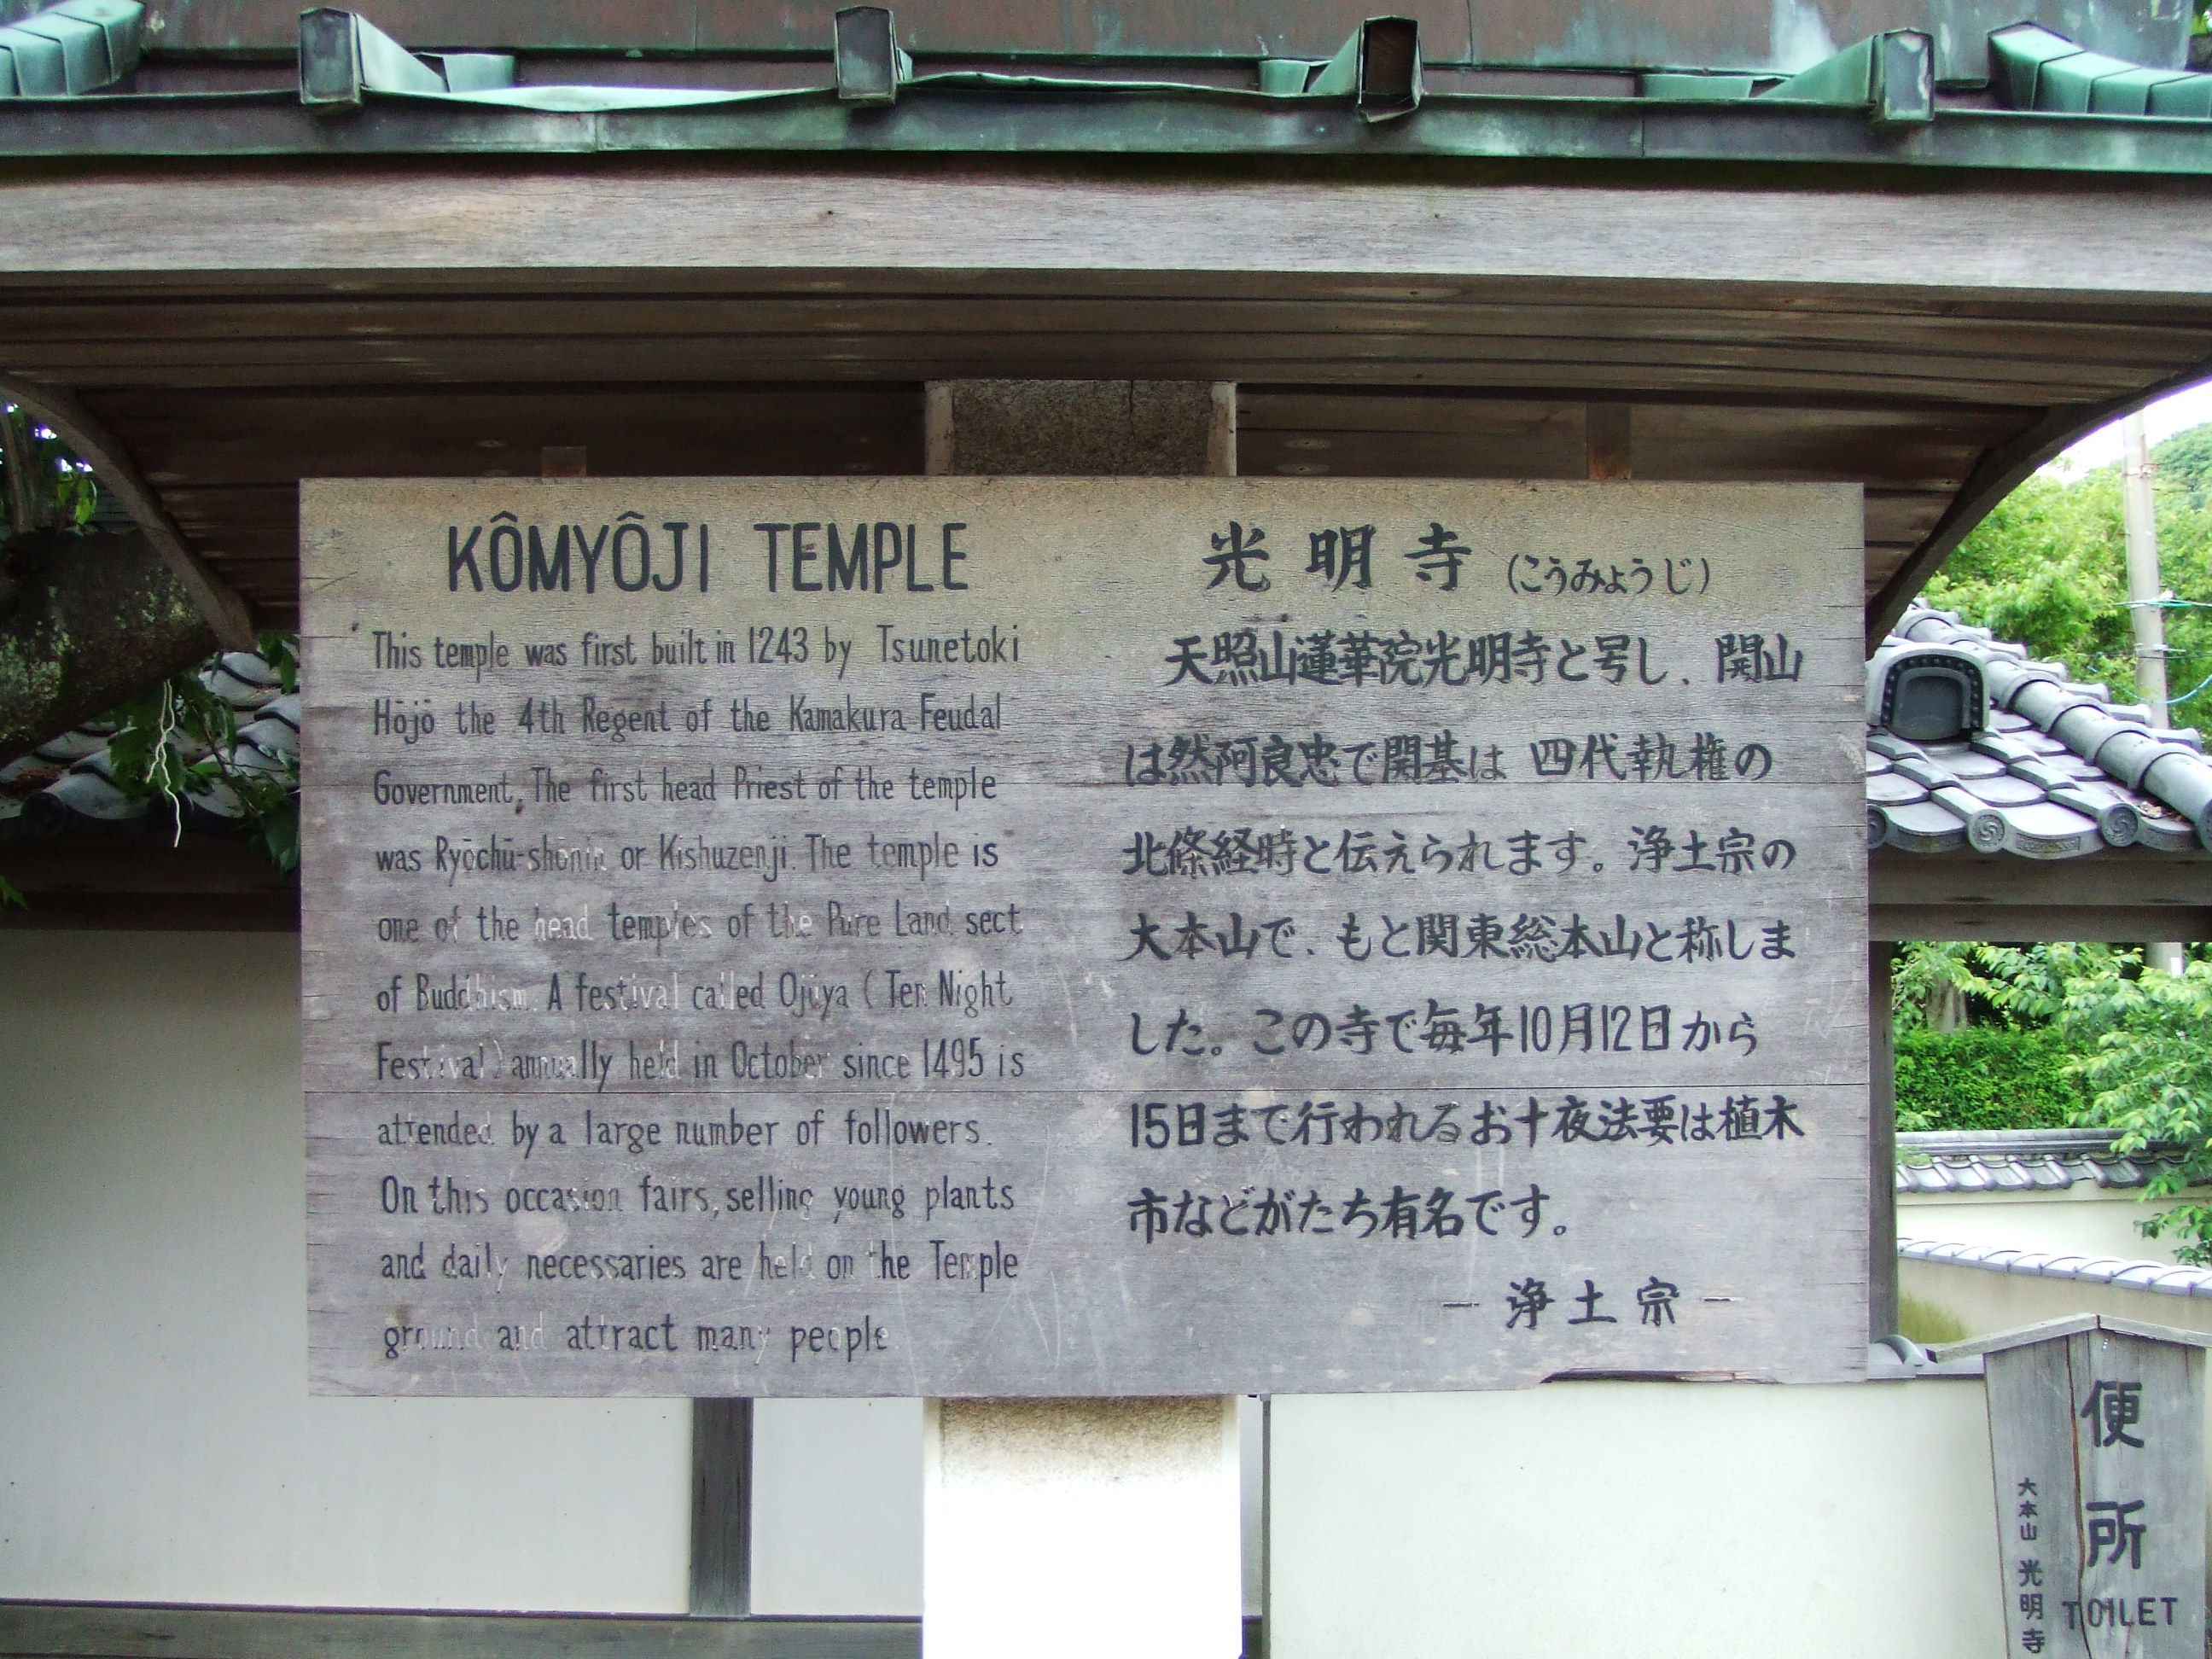 KÔMYÔJI TEMPLE
This temple was first built in 1243 by Tsunetoki
Hōjō the 4th Regent of the Kamakura Feudal
Government. The first head Priest of the temple
was Ryōchū-shōnin or Kishuzenji. The temple is
one of the head temples of the Pure Land sect
of Buddhism. A festival called Ojūya (Ten Night
Festival) annually held in October since 1495 is
attended by a large number of followers.
On this occasion fairs, selling young plants
and daily necessaries are held on the Temple
ground and attract many people
光明寺 (こうみょうじ)
天照山蓮華院光明寺と号し、開山
は然阿良忠で開基は 四代執権の
北條経時と伝えられます。浄土宗の
大本山で、もと関東総本山と称しま
した。この寺で毎年10月12日から
15日まで行われるお十夜法要は植木
市などがたち有名です。
− 浄土宗 −
便所
TOILET
大本山 光明寺